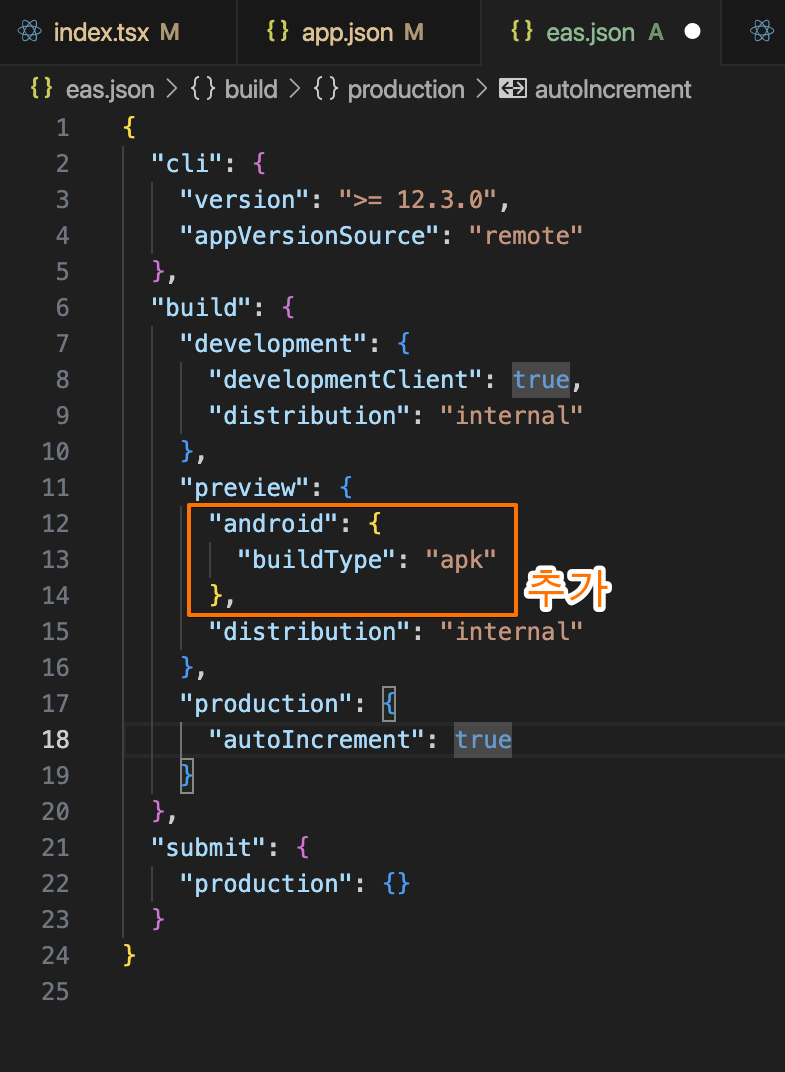 index.tsx M {} app.json M {} eas.json A
{} eas.json > {} build > {} production > autoIncrement
1 {
2 "cli": {
3 "version": ">= 12.3.0",
4 "appVersionSource": "remote"
5 },
6 "build": {
7 "development": {
8 "developmentClient": true,
9 "distribution": "internal"
10 },
11 "preview": {
12 "android": {
13 "buildType": "apk"
14 },
추가
15 "distribution": "internal"
16 },
17 "production": {
18 "autoIncrement": true
19 }
20 },
21 "submit": {
22 "production": {}
23 }
24 }
25